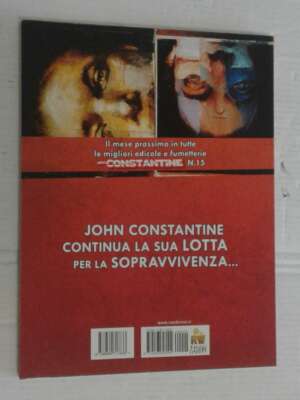 Il mese prossimo in tutte
le migliori edicole e fumetterie
CONSTANTINE N.15
JOHN CONSTANTINE
CONTINUA LA SUA LOTTA
PER LA SOPRAVVIVENZA...